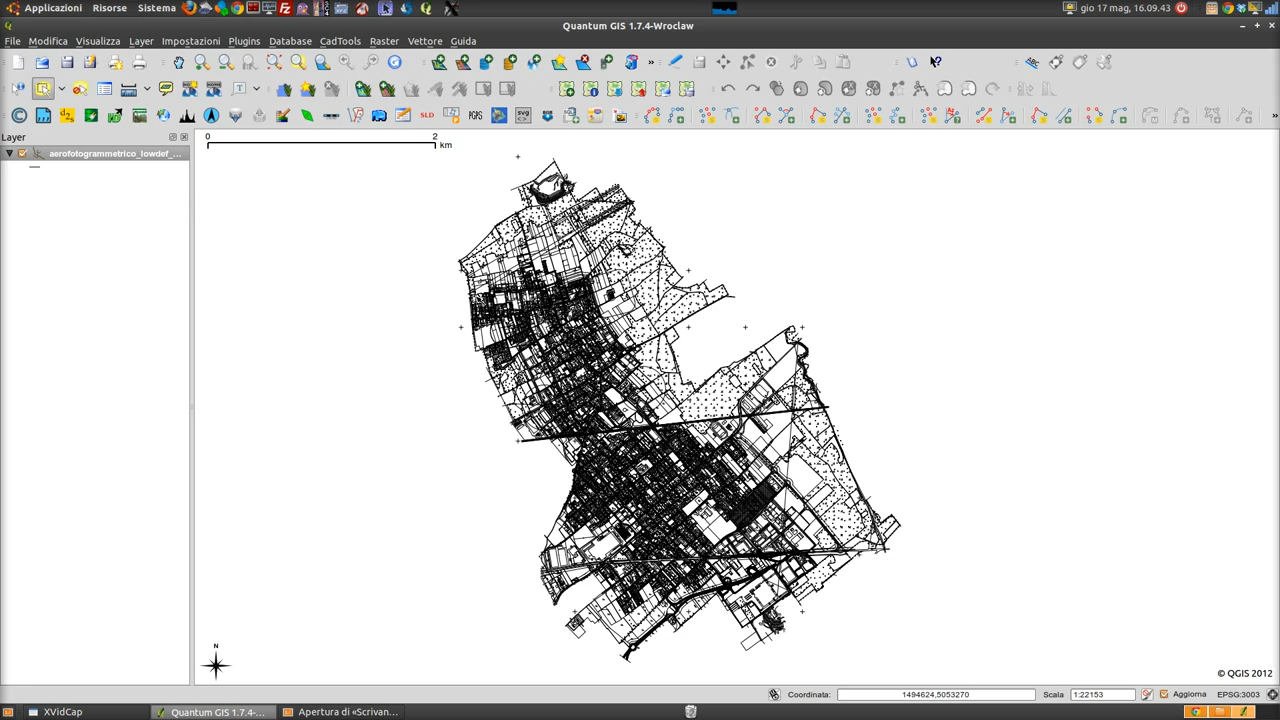 Applicazioni Risorse Sistema gio 17 mag, 16.09.43
Quantum GIS 1.7.4-Wroclaw
File Modifica Visualizza Layer Impostazioni Plugins Database CadTools Raster Vettore Guida
SLD
Layer
aerofotogrammetrico_lowdef_...
0 2
km
N
© QGIS 2012
Coordinata: 1494624,5053270 Scala 1:22153 Aggiorna EPSG:3003
XVidCap Quantum GIS 1.7.4-... Apertura di «Scrivan...